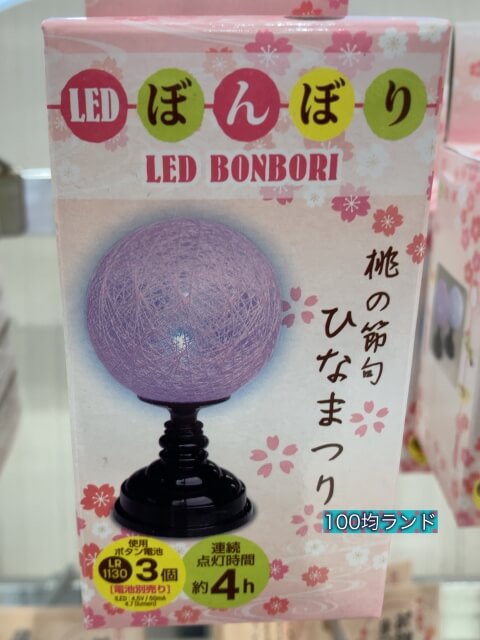 LED ぼんぼり
LED BONBORI
桃の節句
ひなまつり
100均ランド
使用
ボタン電池
LR
1130
3個
[電池別売り]
連続
点灯時間
約4h